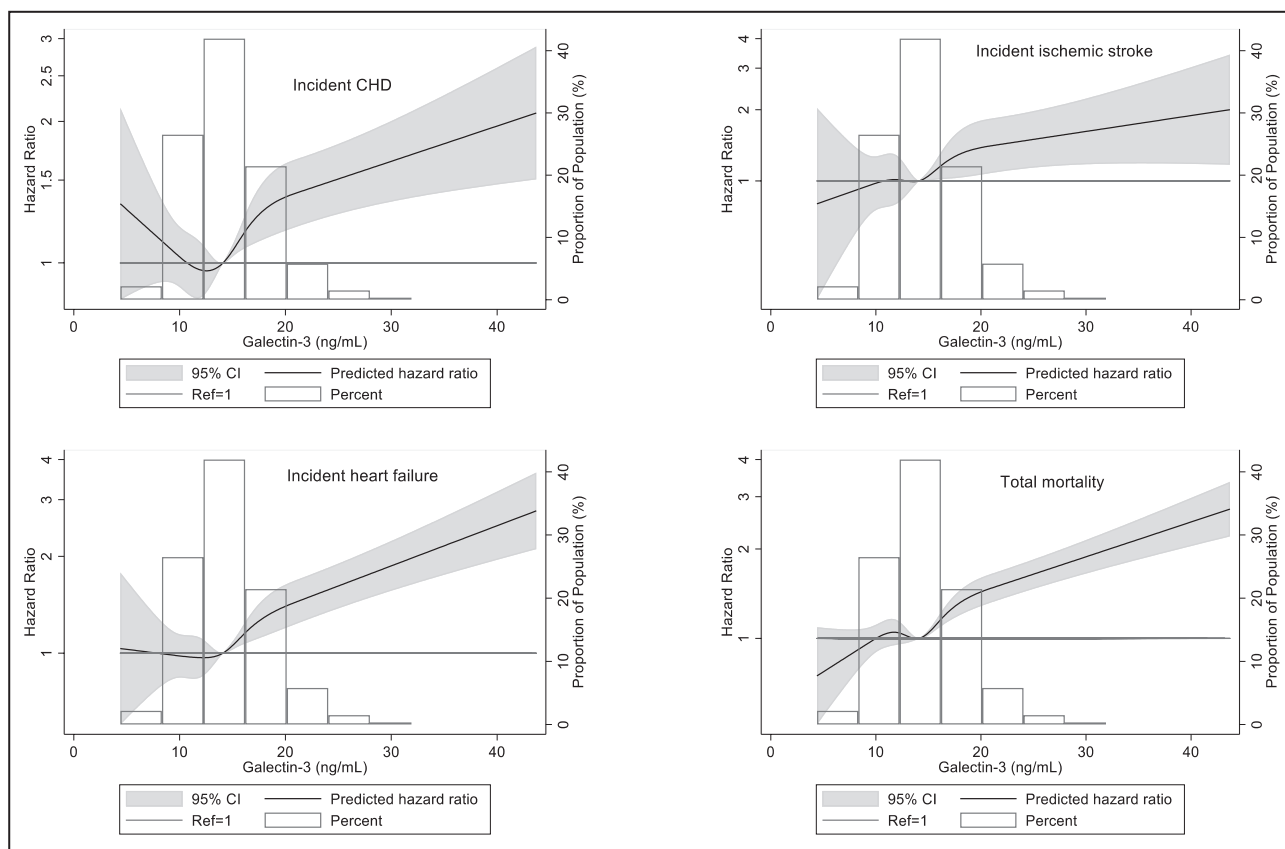 Incident CHD
Hazard Ratio
3
2.5
2
1.5
1
Proportion of Population (%)
40
30
20
10
0
0 10 20 30 40
Galectin-3 (ng/mL)
95% CI Predicted hazard ratio
Ref=1 Percent
Incident ischemic stroke
Hazard Ratio
4
3
2
1
Proportion of Population (%)
40
30
20
10
0
0 10 20 30 40
Galectin-3 (ng/mL)
95% CI Predicted hazard ratio
Ref=1 Percent
Incident heart failure
Hazard Ratio
4
3
2
1
Proportion of Population (%)
40
30
20
10
0
0 10 20 30 40
Galectin-3 (ng/mL)
95% CI Predicted hazard ratio
Ref=1 Percent
Total mortality
Hazard Ratio
4
3
2
1
Proportion of Population (%)
40
30
20
10
0
0 10 20 30 40
Galectin-3 (ng/mL)
95% CI Predicted hazard ratio
Ref=1 Percent